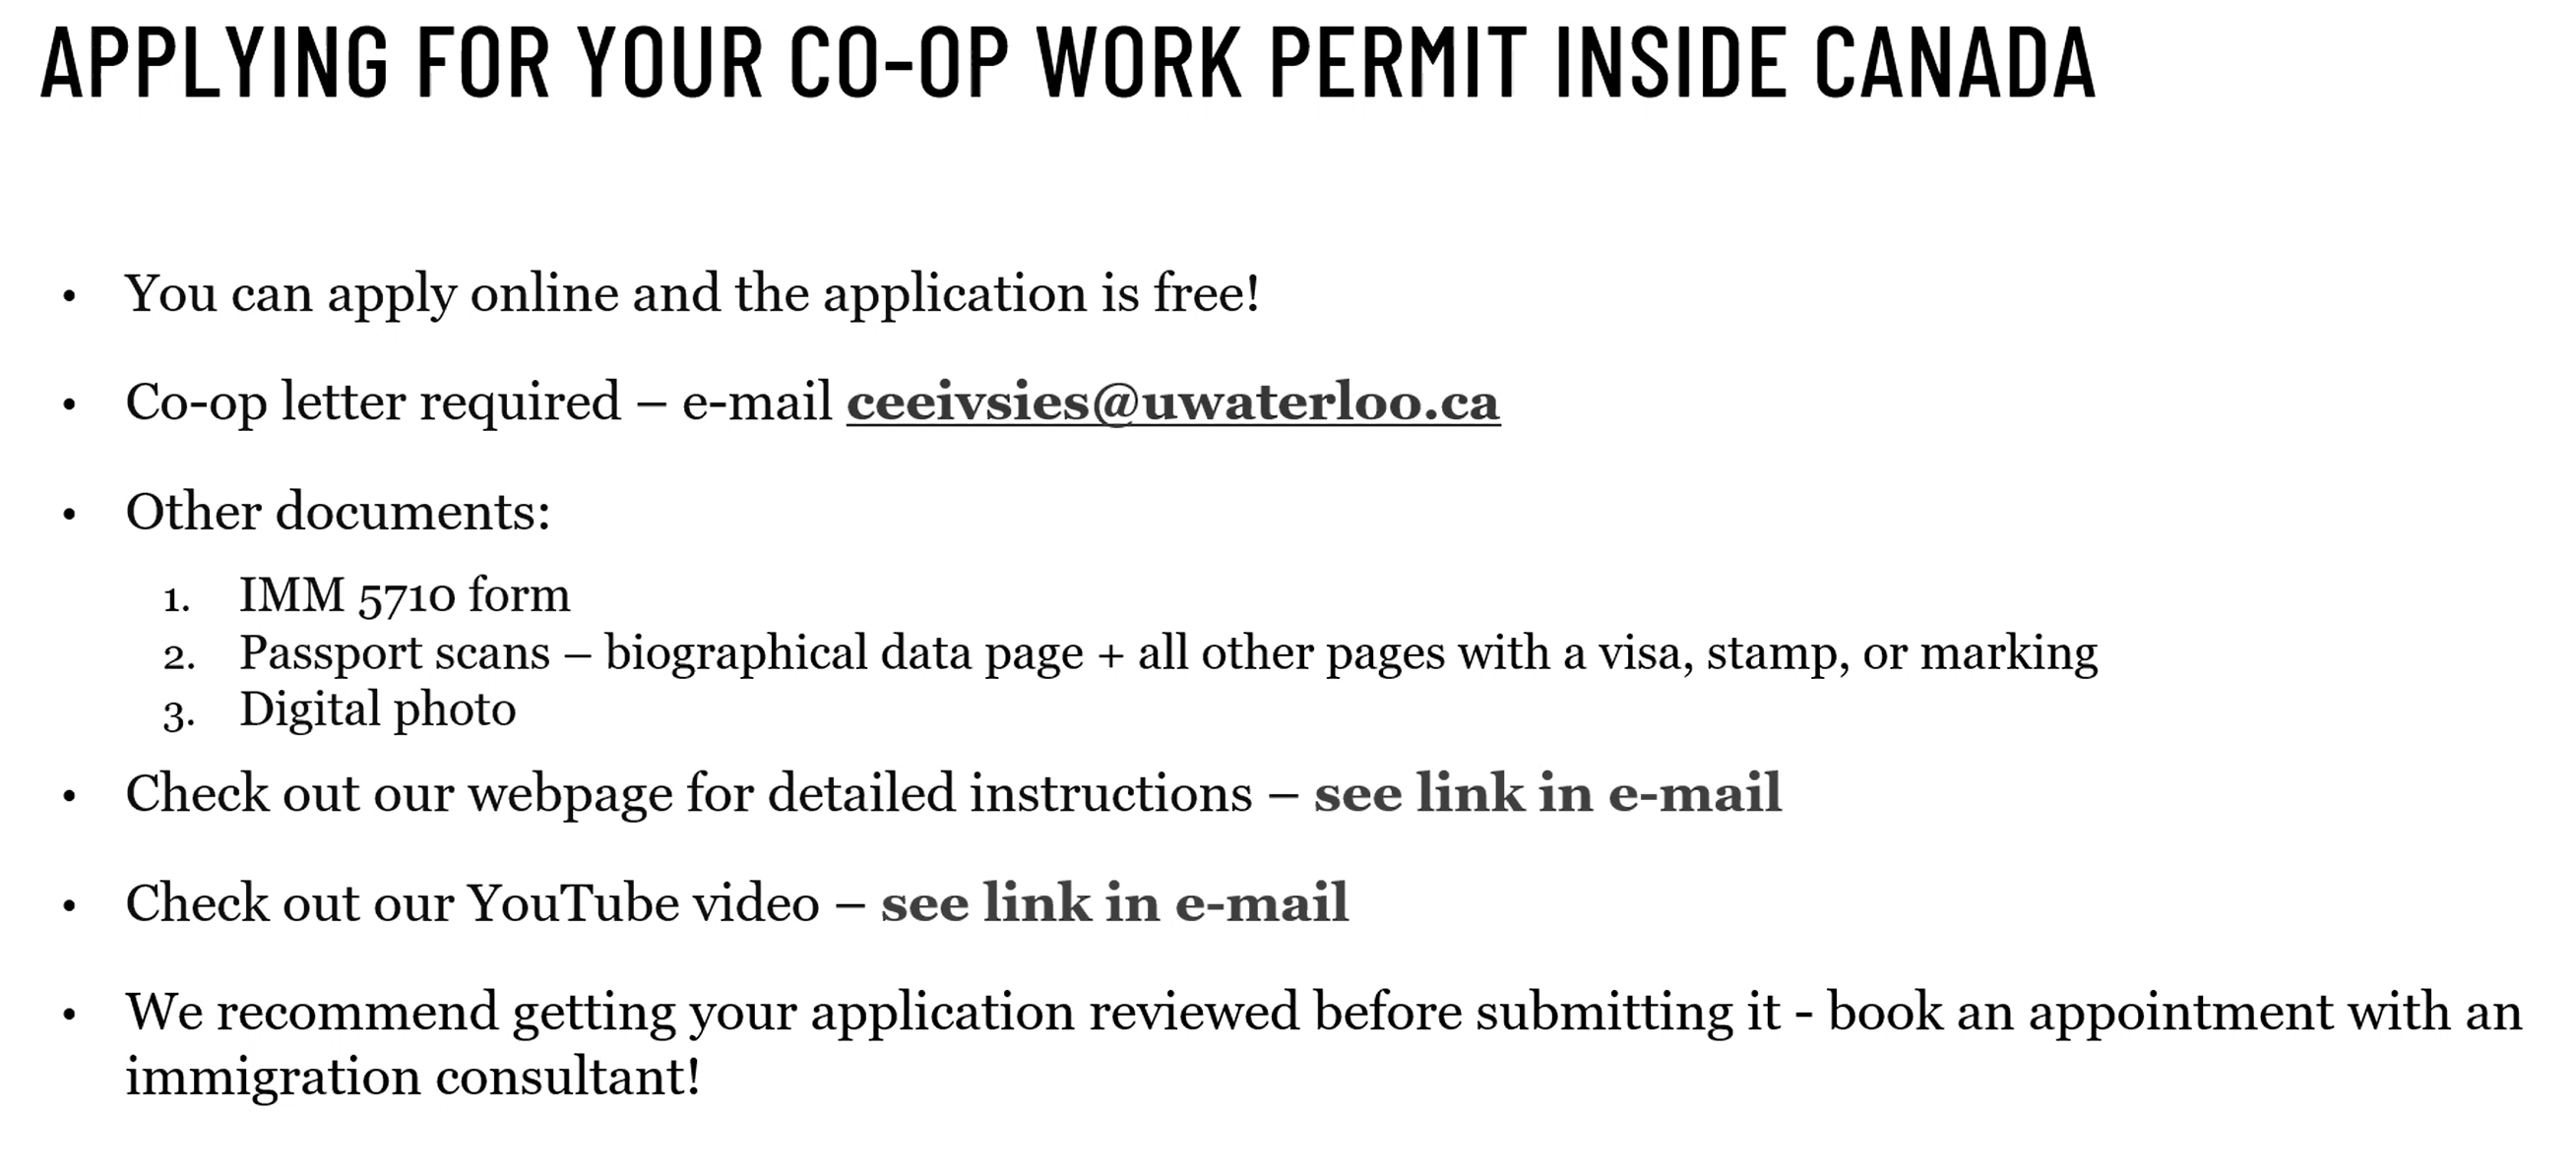 APPLYING FOR YOUR CO-OP WORK PERMIT INSIDE CANADA
• You can apply online and the application is free!
• Co-op letter required – e-mail ceeivsies@uwaterloo.ca
• Other documents:
1. IMM 5710 form
2. Passport scans – biographical data page + all other pages with a visa, stamp, or marking
3. Digital photo
• Check out our webpage for detailed instructions – see link in e-mail
• Check out our YouTube video – see link in e-mail
• We recommend getting your application reviewed before submitting it - book an appointment with an
immigration consultant!